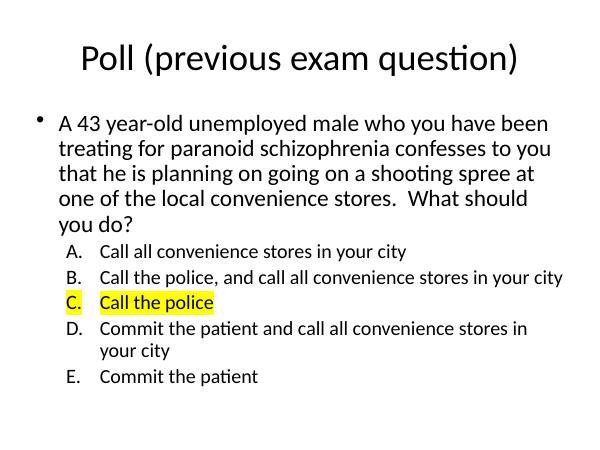 Poll (previous exam question)
• A 43 year-old unemployed male who you have been
treating for paranoid schizophrenia confesses to you
that he is planning on going on a shooting spree at
one of the local convenience stores.  What should
you do?
A. Call all convenience stores in your city
B. Call the police, and call all convenience stores in your city
C. Call the police
D. Commit the patient and call all convenience stores in
your city
E. Commit the patient